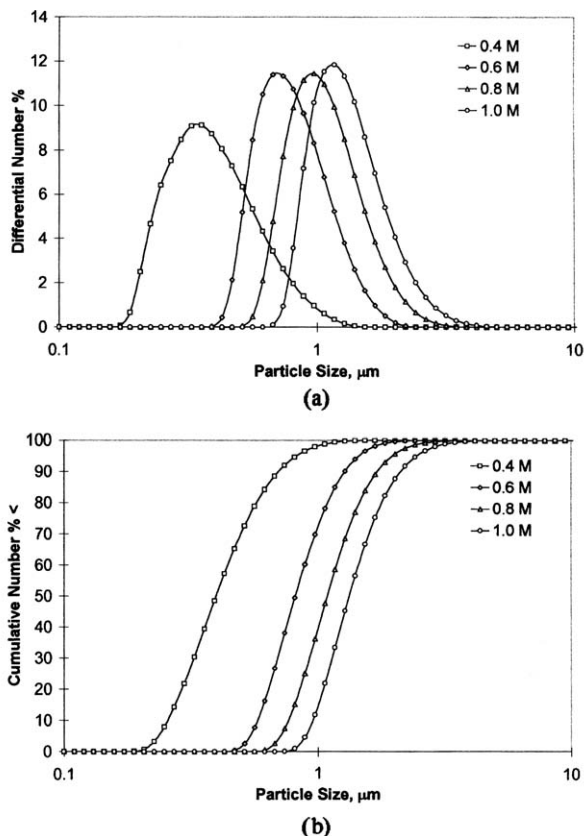 14
12
10
8
6
4
2
0
Differential Number %
0.4 M
0.6 M
0.8 M
1.0 M
0.1
1
10
Particle Size, μm
(a)
100
90
80
70
60
50
40
30
20
10
0
Cumulative Number % <
0.4 M
0.6 M
0.8 M
1.0 M
0.1
1
10
Particle Size, μm
(b)